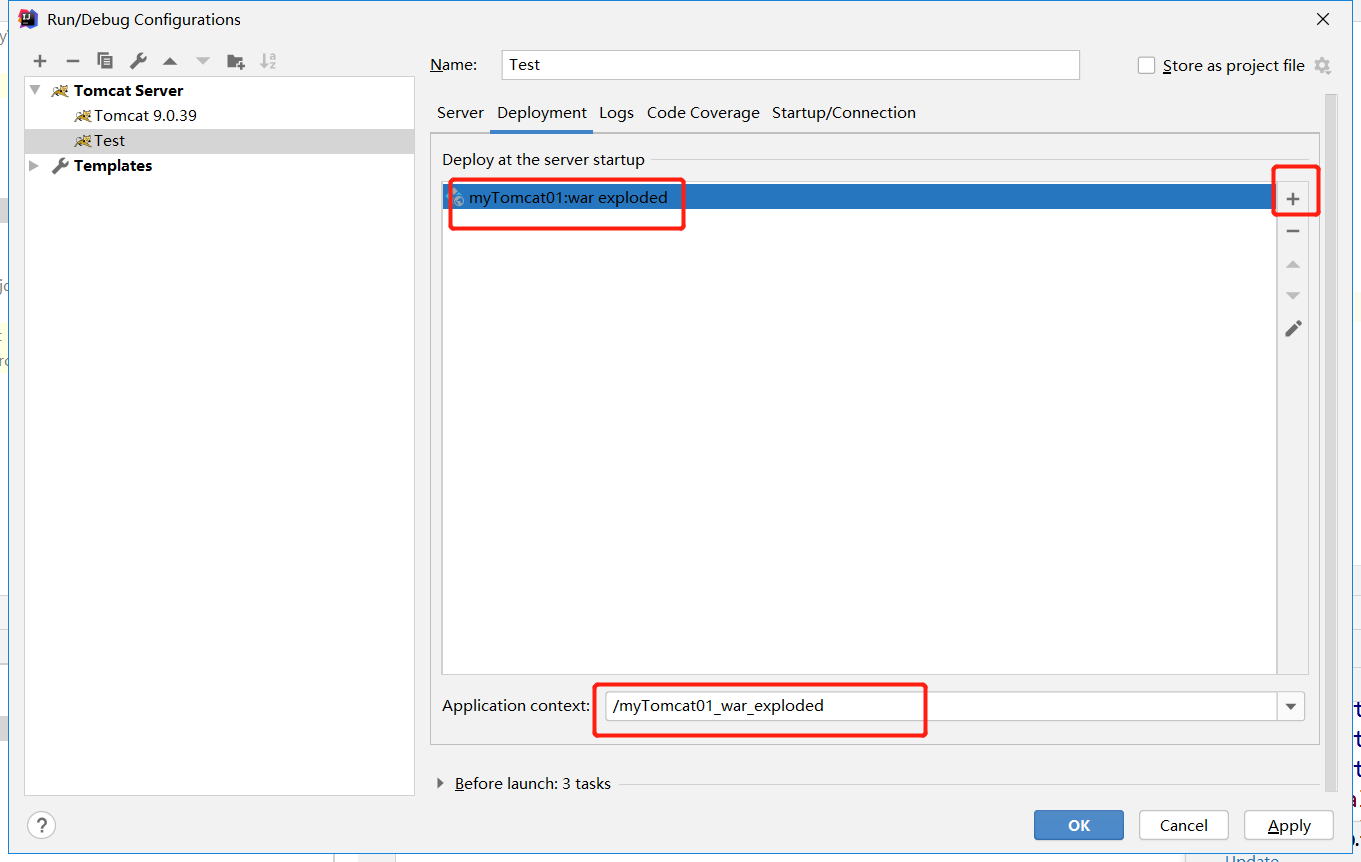 Run/Debug Configurations
Name:
Test
Store as project file
Tomcat Server
Tomcat 9.0.39
Test
Templates
Server
Deployment
Logs
Code Coverage
Startup/Connection
Deploy at the server startup
myTomcat01:war exploded
Application context:
/myTomcat01_war_exploded
Before launch: 3 tasks
?
OK
Cancel
Apply
Update